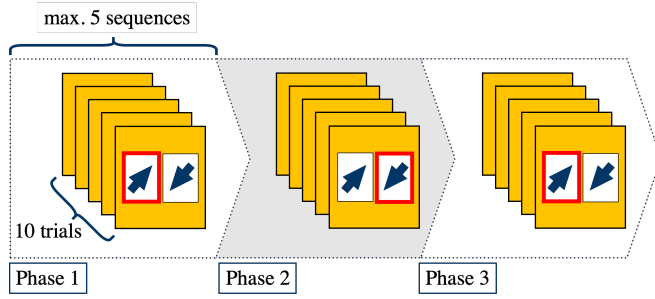 max. 5 sequences
10 trials
Phase 1
Phase 2
Phase 3